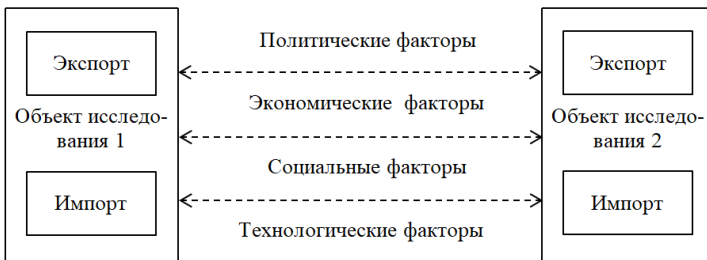 Политические факторы
Экспорт
Экспорт
Экономические факторы
Объект исследо-
вания 1
Объект исследо-
вания 2
Социальные факторы
Импорт
Импорт
Технологические факторы